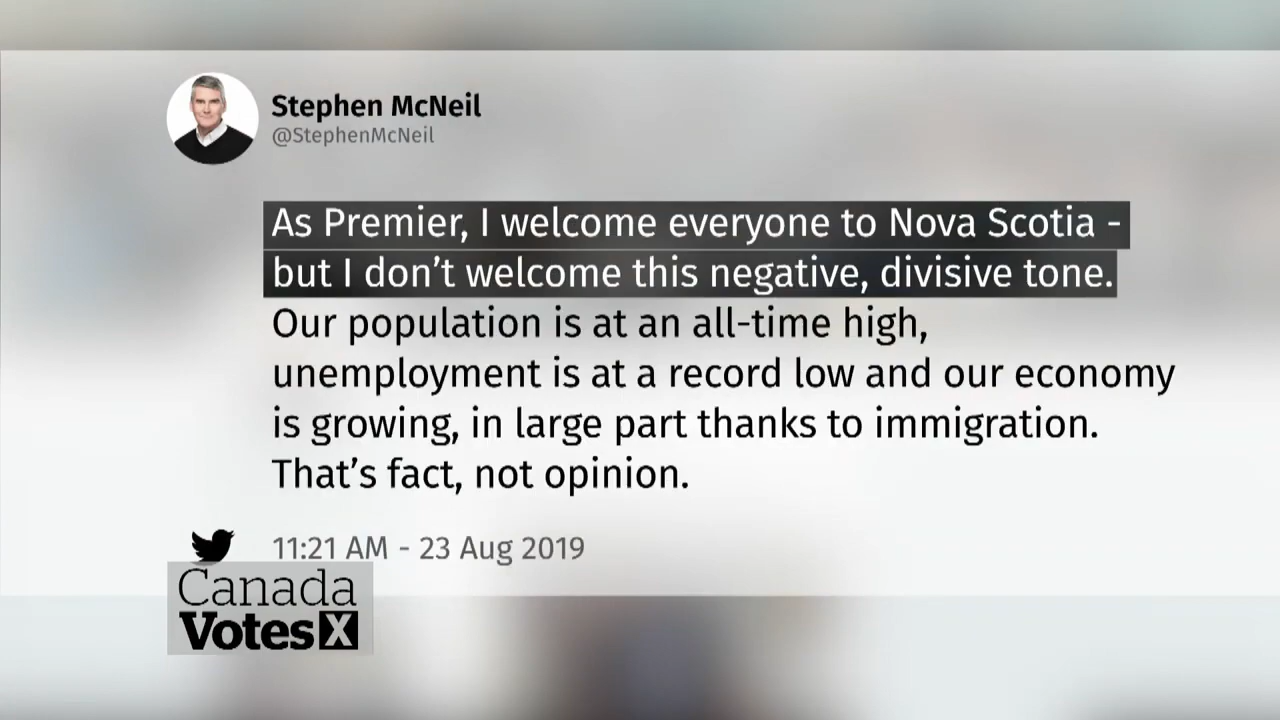 Stephen McNeil
@StephenMcNeil
As Premier, I welcome everyone to Nova Scotia -
but I don’t welcome this negative, divisive tone.
Our population is at an all-time high,
unemployment is at a record low and our economy
is growing, in large part thanks to immigration.
That’s fact, not opinion.
11:21 AM - 23 Aug 2019
Canada
VotesX